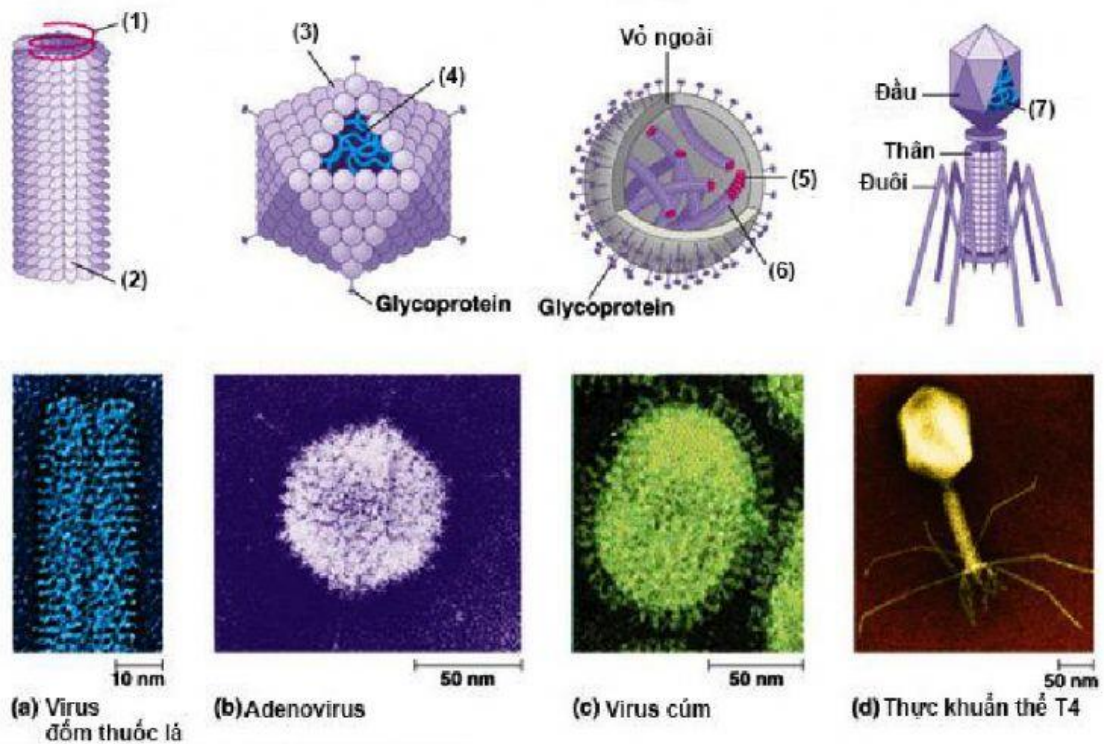 (1)
(2)
(3)
(4)
Glycoprotein
Vỏ ngoài
(5)
(6)
Glycoprotein
Đầu
(7)
Thân
Đuôi
10 nm
50 nm
50 nm
50 nm
(a) Virus
đốm thuốc lá
(b) Adenovirus
(c) Virus cúm
(d) Thực khuẩn thể T4